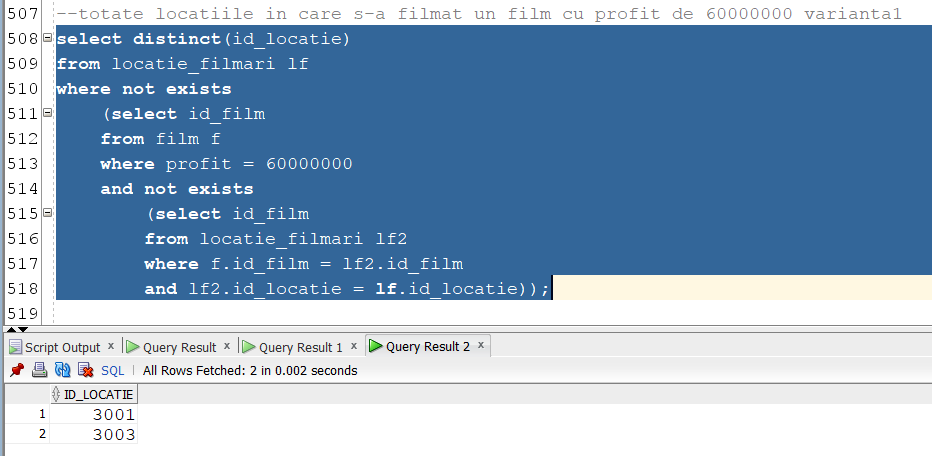 507 --totate locatiile in care s-a filmat un film cu profit de 60000000 varianta1
508 select distinct(id_locatie)
509 from locatie_filmari lf
510 where not exists
511 (select id_film
512 from film f
513 where profit = 60000000
514 and not exists
515 (select id_film
516 from locatie_filmari lf2
517 where f.id_film = lf2.id_film
518 and lf2.id_locatie = lf.id_locatie));
519
Script Output x Query Result x Query Result 1 x Query Result 2 x
SQL | All Rows Fetched: 2 in 0.002 seconds
ID_LOCATIE
1 3001
2 3003